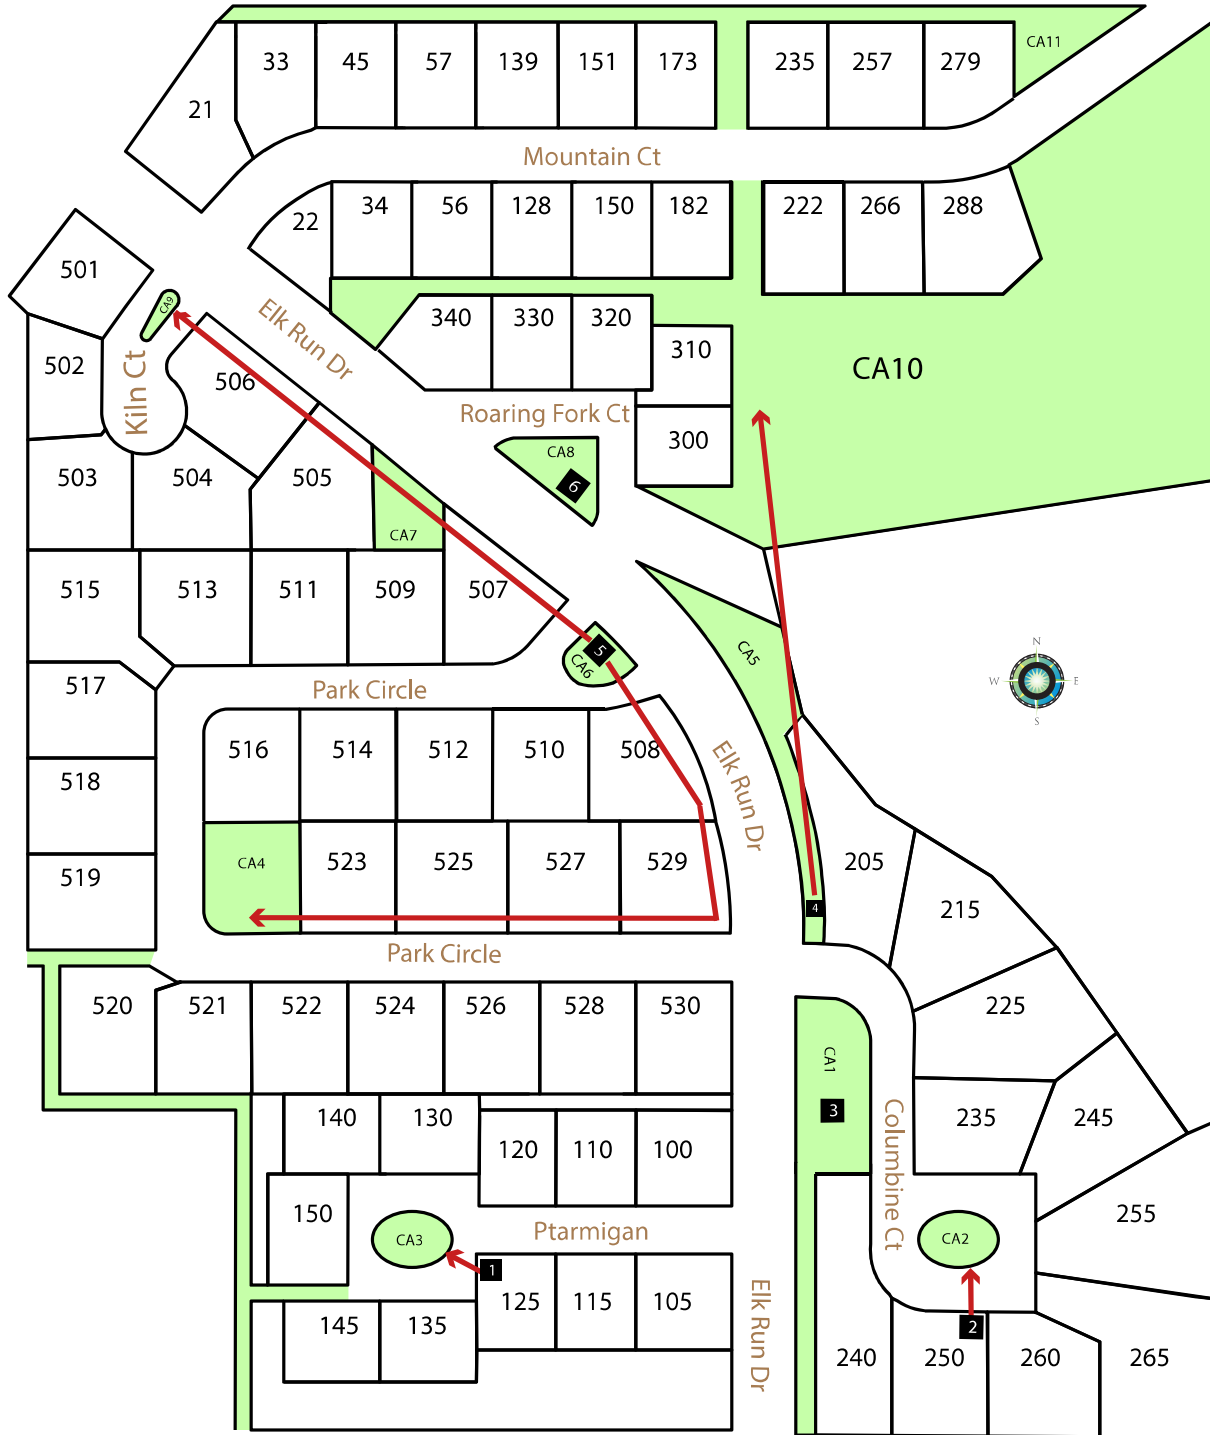 CA11
33 45 57 139 151 173 235 257 279
21
Mountain Ct
22 34 56 128 150 182 222 266 288
501
CA9
Elk Run Dr
340 330 320
310
502
Kiln Ct
506
CA10
Roaring Fork Ct
300
CA8
6
503 504 505
CA7
515 513 511 509 507
5
CA6
CA5
N
W E
S
517
Park Circle
516 514 512 510 508
Elk Run Dr
518
CA4
523 525 527 529
205
519
4
215
Park Circle
520 521 522 524 526 528 530
225
CA1
3
140 130
235 245
120 110 100
Columbine Ct
150
255
CA3
Ptarmigan
CA2
1
125 115 105
Elk Run Dr
145 135
2
240 250 260 265